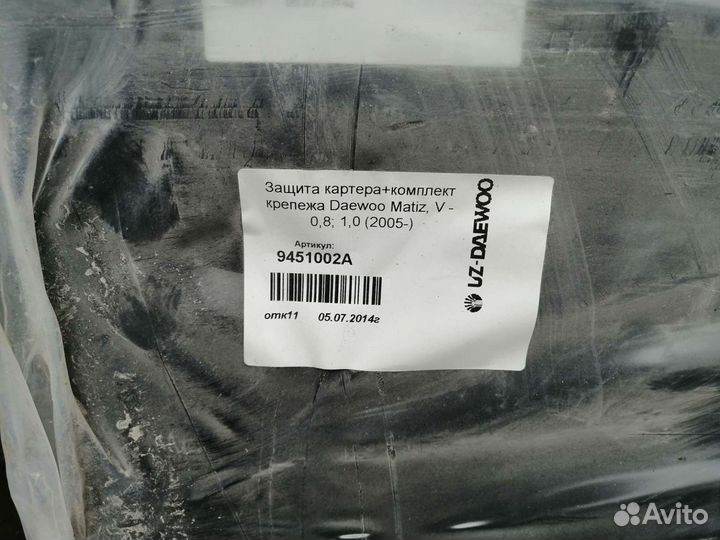 Защита картера+комплект
крепежа Daewoo Matiz, V -
0,8; 1,0 (2005-)
Артикул:
9451002A
отк11 05.07.2014г
UZ-DAEWOO
Avito